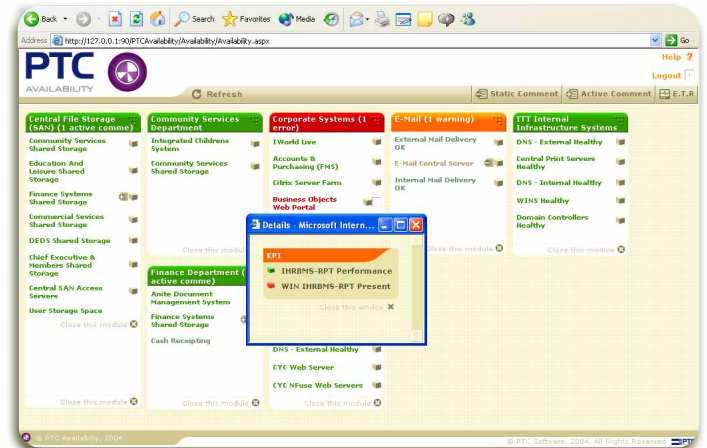 Back
Search
Favorites
Media
Address
http://127.0.0.1:90/PTCAvailability/Availability/Availability.aspx
Go
PTC
AVAILABILITY
Help ?
Logout
Refresh
Static Comment
Active Comment
E.T.R
Central File Storage
(SAN) (1 active comme)
Community Services
Shared Storage
Education And
Leisure Shared
Storage
Finance Systems
Shared Storage
Commercial Sevices
Shared Storage
DEDS Shared Storage
Chief Executive &
Members Shared
Storage
Central SAN Access
Servers
User Storage Space
Close this module
Close this module
Community Services
Department
Integrated Childrens
System
Community Services
Shared Storage
Close this module
Finance Department (
active comme)
Anite Document
Management System
Finance Systems
Shared Storage
Cash Receipting
Close this module
Corporate Systems (1
error)
IWorld Live
Accounts &
Purchasing (FMS)
Citrix Server Farm
Business Objects
Web Portal
DNS - External Healthy
CYC Web Server
CYC NFuse Web Servers
Close this module
E-Mail (1 warning)
External Mail Delivery
OK
E-Mail Central Server
Internal Mail Delivery
OK
Close this module
ITT Internal
Infrastructure Systems
DNS - External Healthy
Central Print Servers
Healthy
DNS - Internal Healthy
WINS Healthy
Domain Controllers
Healthy
Close this module
Details - Microsoft Intern...
KPI
IHRBMS-RPT Performance
WIN IHRBMS-RPT Present
Close this window
© PTC Availability, 2004.
© PTC Software, 2004. All Rights Reserved
PTC